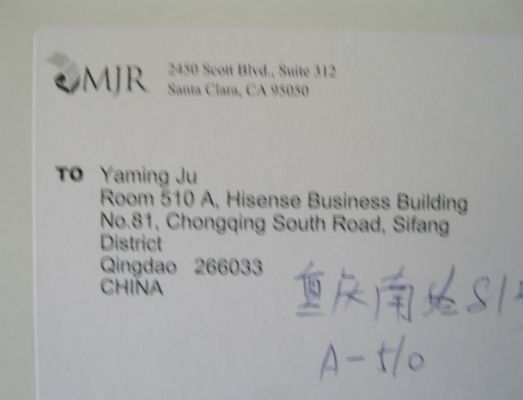 MJR
2450 Scott Blvd., Suite 312
Santa Clara, CA 95050
TO Yaming Ju
Room 510 A, Hisense Business Building
No.81, Chongqing South Road, Sifang
District
Qingdao 266033
CHINA
重庆南路81号
A-510